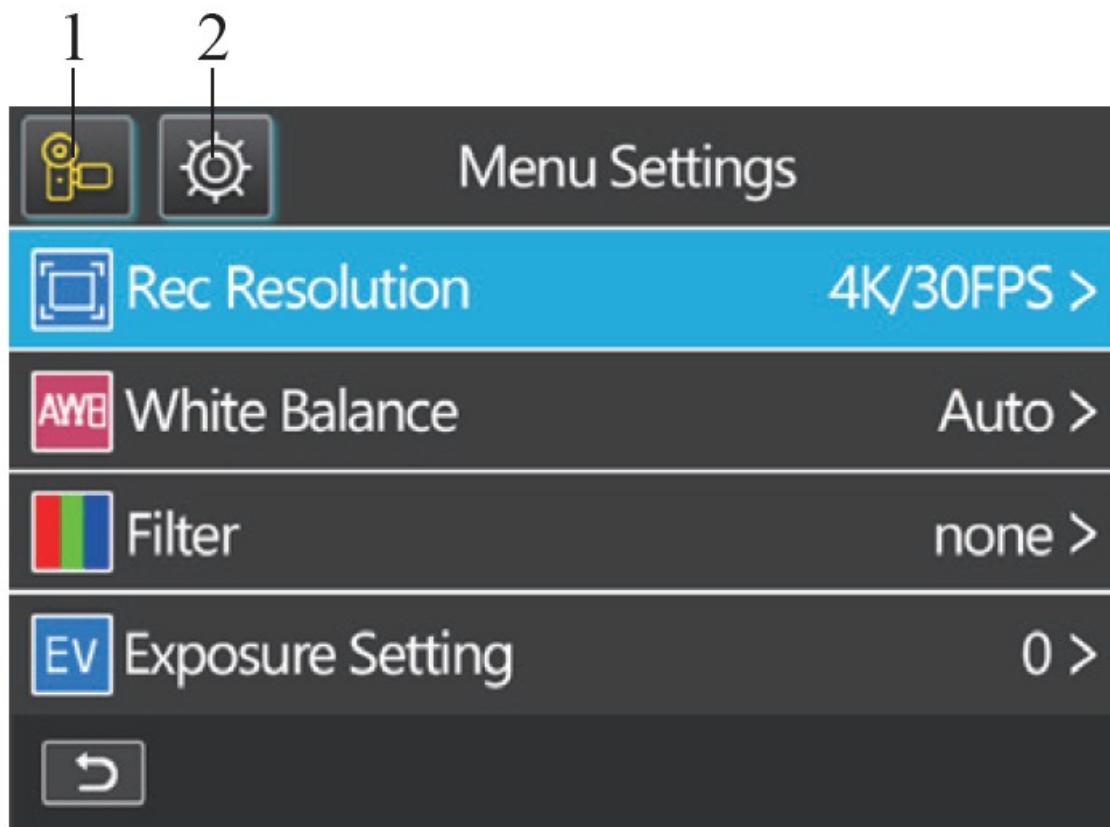 1 2
Menu Settings
Rec Resolution 4K/30FPS >
AWB White Balance Auto >
Filter none >
EV Exposure Setting 0 >